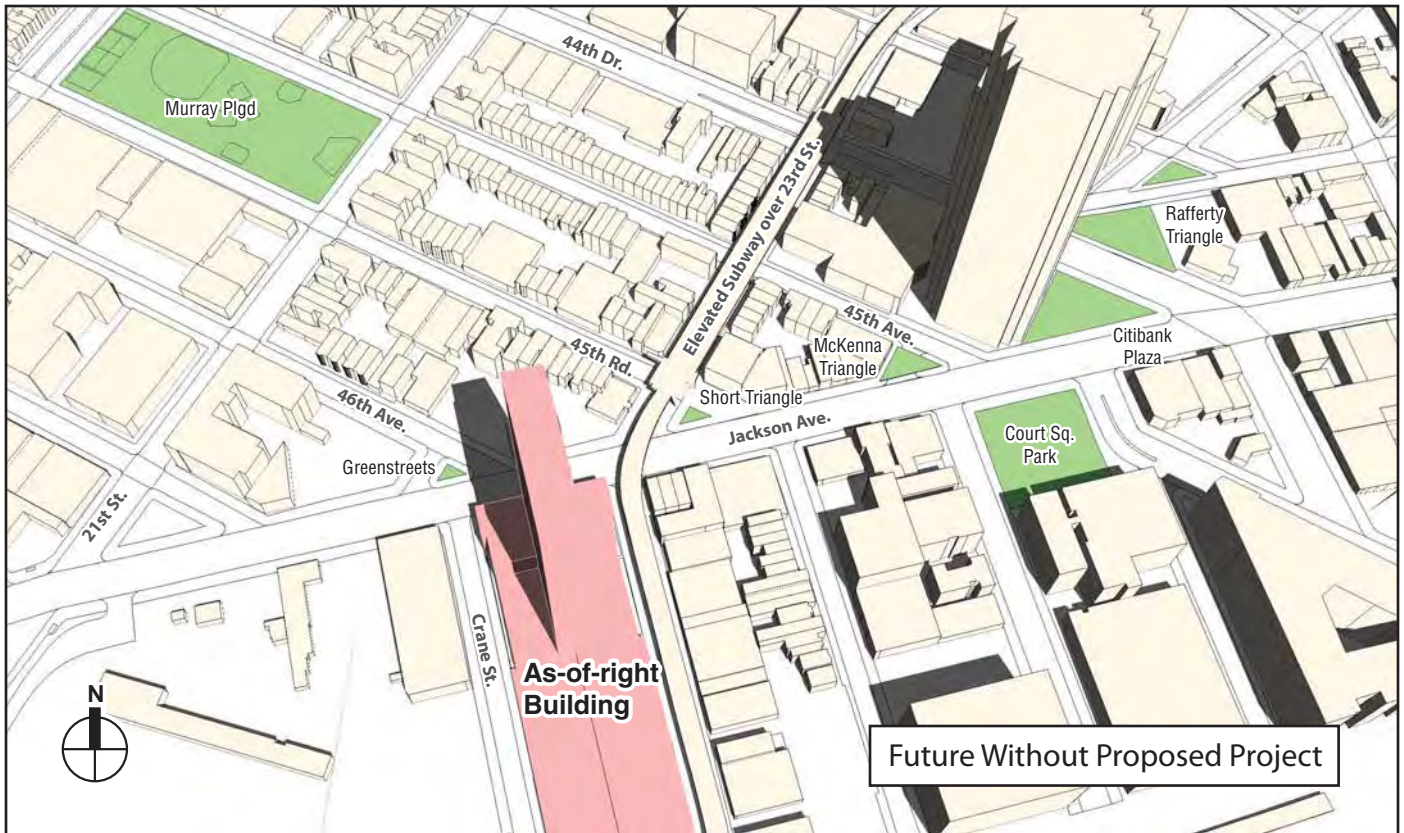 44th Dr.
Murray Plgd
Elevated Subway over 23rd St.
Rafferty
Triangle
45th Ave.
McKenna
Triangle
Citibank
Plaza
45th Rd.
Short Triangle
46th Ave.
Jackson Ave.
Court Sq.
Park
Greenstreets
21st St.
Crane St.
As-of-right
Building
N
Future Without Proposed Project